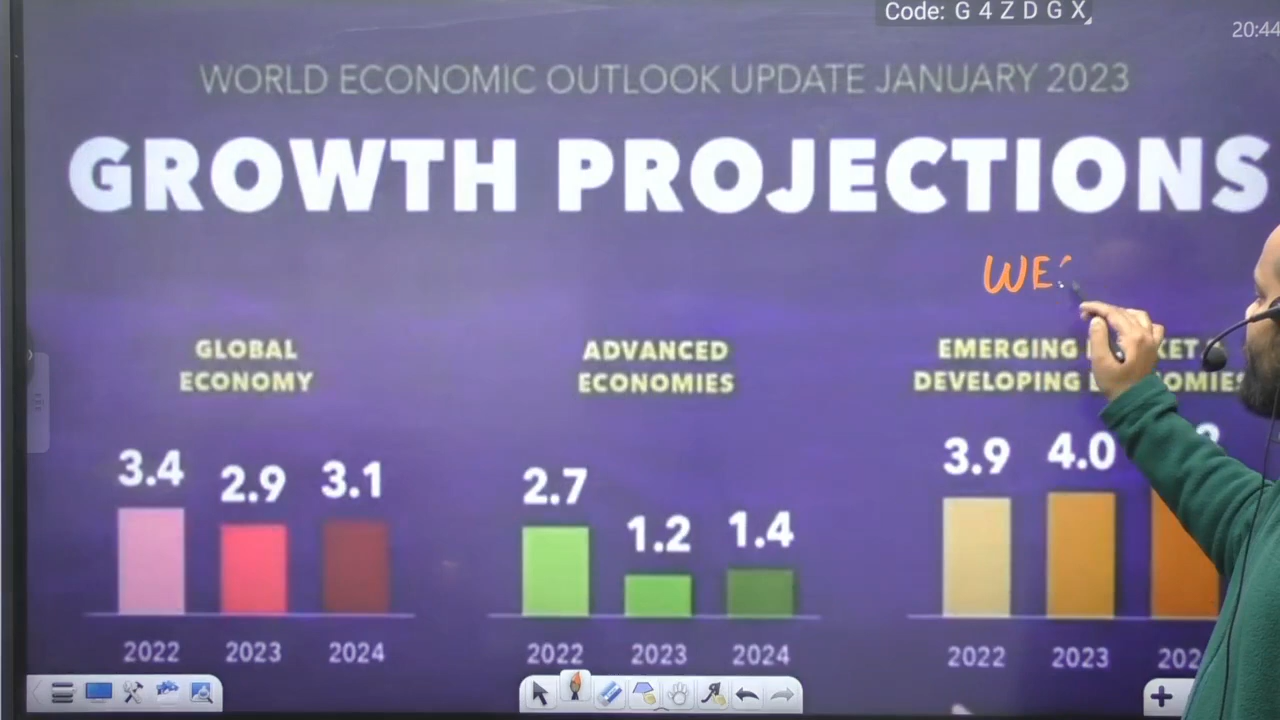 Code: G 4 Z D G X
20:44
WORLD ECONOMIC OUTLOOK UPDATE JANUARY 2023
GROWTH PROJECTIONS
WE
GLOBAL
ECONOMY
ADVANCED
ECONOMIES
EMERGING
DEVELOPING
3.4 2.9 3.1
2.7 1.2 1.4
3.9 4.0
2022 2023 2024
2022 2023 2024
2022 2023